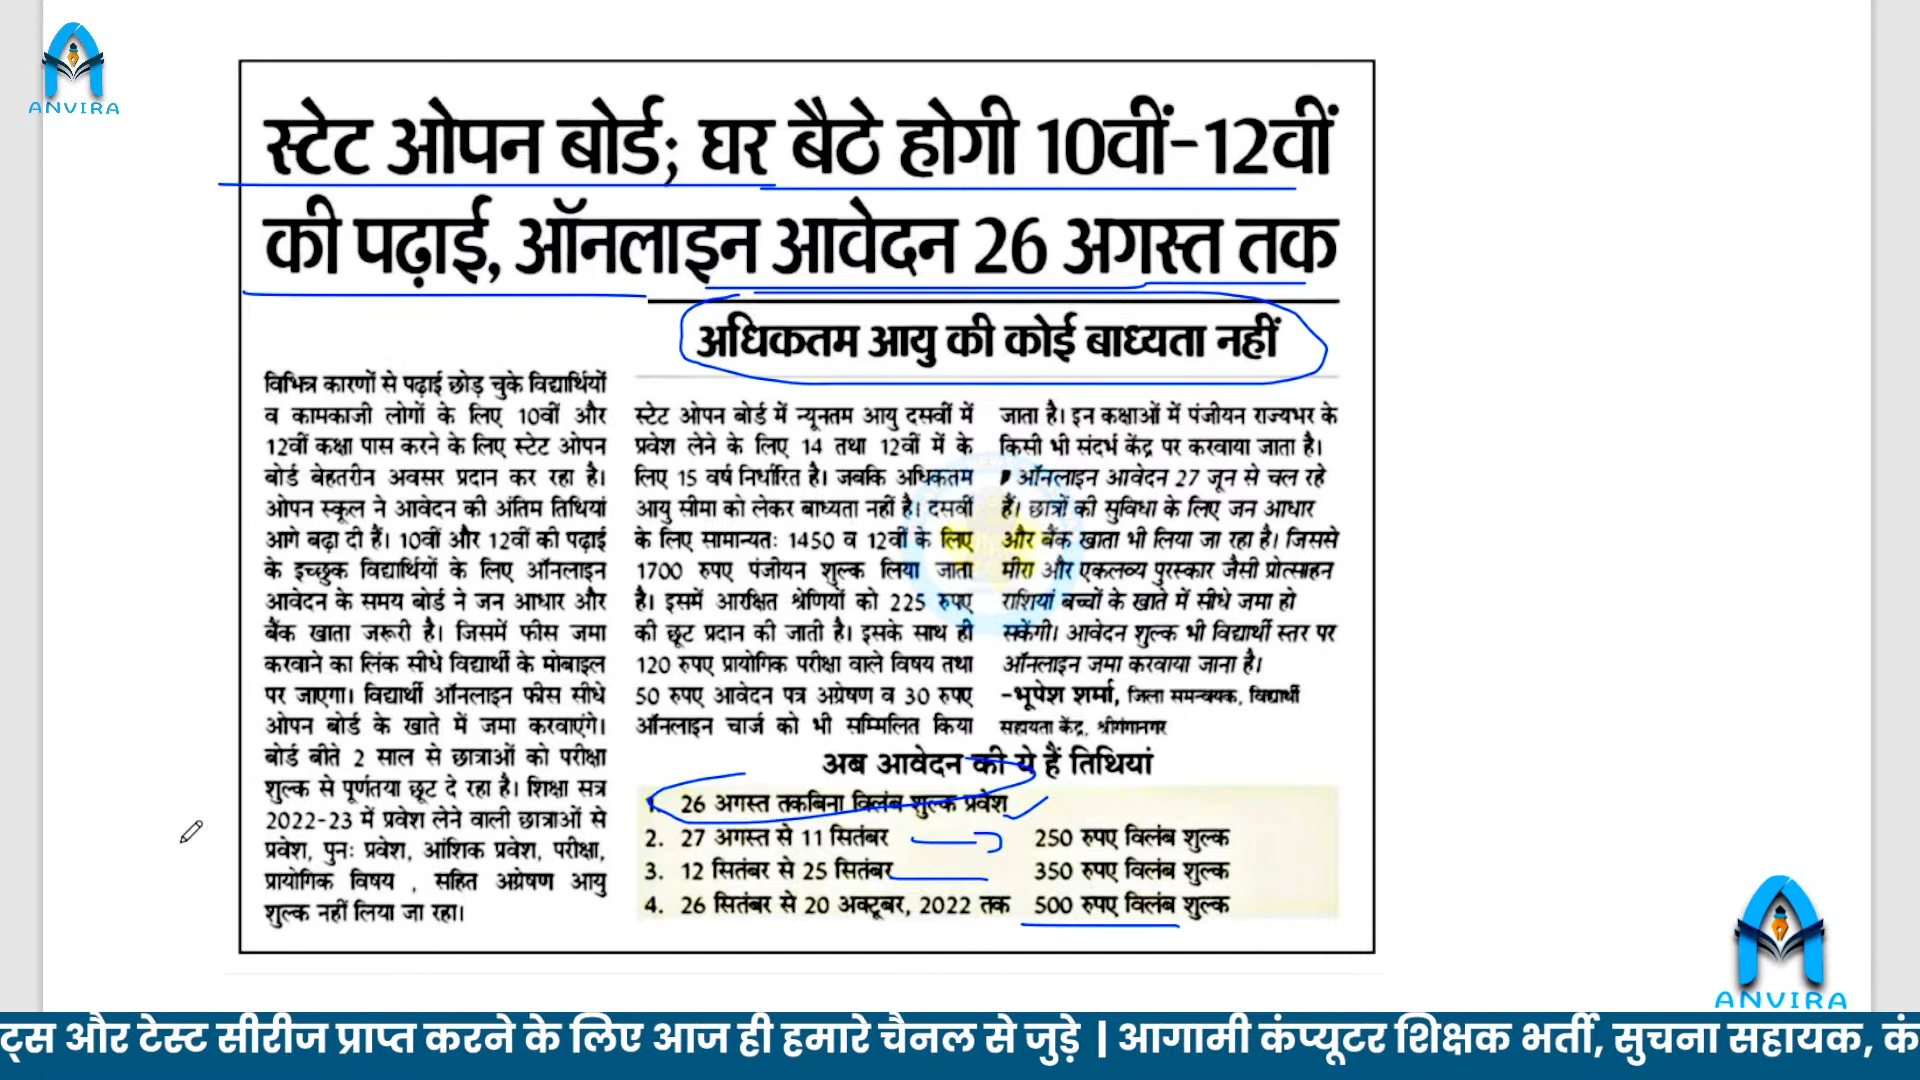 ANVIRA
स्टेट ओपन बोर्ड; घर बैठे होगी 10वीं-12वीं
की पढ़ाई, ऑनलाइन आवेदन 26 अगस्त तक
अधिकतम आयु की कोई बाध्यता नहीं
विभिन्न कारणों से पढ़ाई छोड़ चुके विद्यार्थियों
व कामकाजी लोगों के लिए 10वीं और
12वीं कक्षा पास करने के लिए स्टेट ओपन
बोर्ड बेहतरीन अवसर प्रदान कर रहा है।
ओपन स्कूल ने आवेदन की अंतिम तिथियां
आगे बढ़ा दी हैं। 10वीं और 12वीं की पढ़ाई
के इच्छुक विद्यार्थियों के लिए ऑनलाइन
आवेदन के समय बोर्ड ने जन आधार और
बैंक खाता जरूरी है। जिसमें फीस जमा
करवाने का लिंक सीधे विद्यार्थी के मोबाइल
पर जाएगा। विद्यार्थी ऑनलाइन फीस सीधे
ओपन बोर्ड के खाते में जमा करवाएंगे।
बोर्ड बीते 2 साल से छात्राओं को परीक्षा
शुल्क से पूर्णतया छूट दे रहा है। शिक्षा सत्र
2022-23 में प्रवेश लेने वाली छात्राओं से
प्रवेश, पुनः प्रवेश, आंशिक प्रवेश, परीक्षा,
प्रायोगिक विषय , सहित अग्रेषण आयु
शुल्क नहीं लिया जा रहा।
स्टेट ओपन बोर्ड में न्यूनतम आयु दसवीं में
प्रवेश लेने के लिए 14 तथा 12वीं में के
लिए 15 वर्ष निर्धारित है। जबकि अधिकतम
आयु सीमा को लेकर बाध्यता नहीं है। दसवीं
के लिए सामान्यतः 1450 व 12वीं के लिए
1700 रुपए पंजीयन शुल्क लिया जाता
है। इसमें आरक्षित श्रेणियों को 225 रुपए
की छूट प्रदान की जाती है। इसके साथ ही
120 रुपए प्रायोगिक परीक्षा वाले विषय तथा
50 रुपए आवेदन पत्र अग्रेषण व 30 रुपए
ऑनलाइन चार्ज को भी सम्मिलित किया
जाता है। इन कक्षाओं में पंजीयन राज्यभर के
किसी भी संदर्भ केंद्र पर करवाया जाता है।
ऑनलाइन आवेदन 27 जून से चल रहे
हैं। छात्रों की सुविधा के लिए जन आधार
और बैंक खाता भी लिया जा रहा है। जिससे
मीरा और एकलव्य पुरस्कार जैसी प्रोत्साहन
राशियां बच्चों के खाते में सीधे जमा हो
सकेंगी। आवेदन शुल्क भी विद्यार्थी स्तर पर
ऑनलाइन जमा करवाया जाना है।
-भूपेश शर्मा, जिला समन्वयक, विद्यार्थी
सहायता केंद्र, श्रीगंगानगर
अब आवेदन की ये हैं तिथियां
1. 26 अगस्त तकबिना विलंब शुल्क प्रवेश
2. 27 अगस्त से 11 सितंबर 250 रुपए विलंब शुल्क
3. 12 सितंबर से 25 सितंबर 350 रुपए विलंब शुल्क
4. 26 सितंबर से 20 अक्टूबर, 2022 तक 500 रुपए विलंब शुल्क
ANVIRA
ट्स और टेस्ट सीरीज प्राप्त करने के लिए आज ही हमारे चैनल से जुड़े | आगामी कंप्यूटर शिक्षक भर्ती, सुचना सहायक, कं